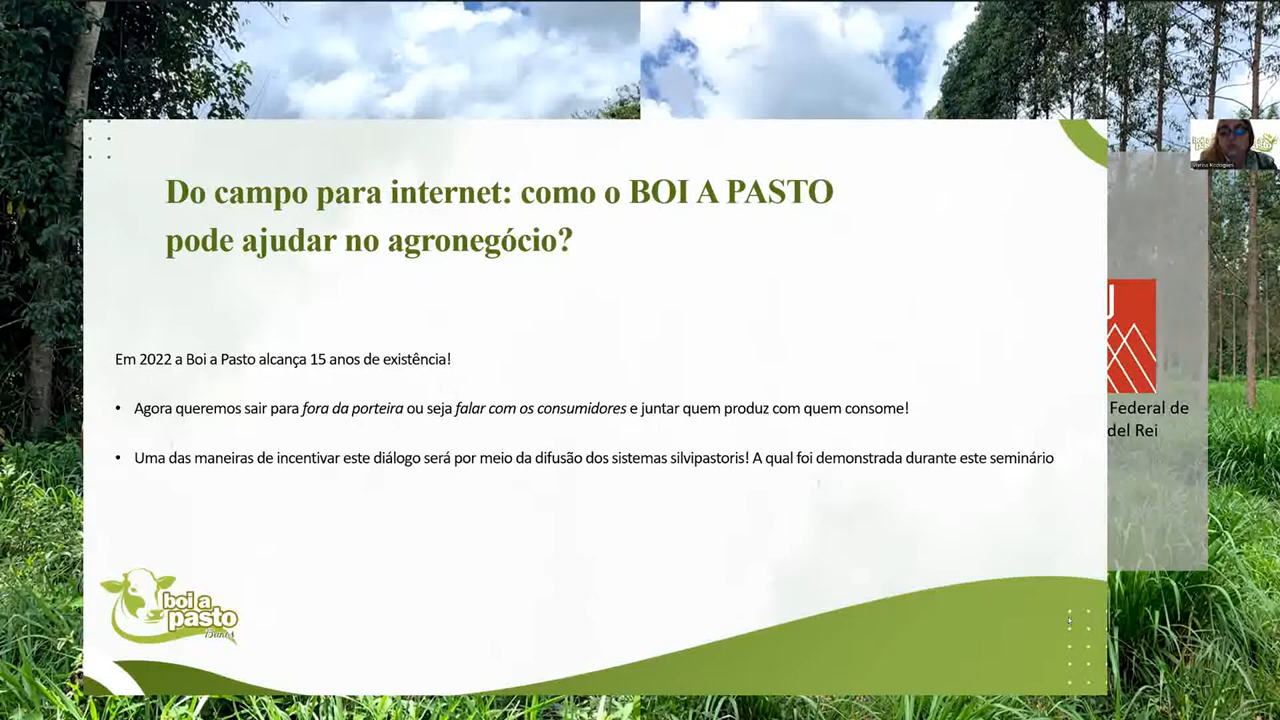 Do campo para internet: como o BOI A PASTO
pode ajudar no agronegócio?
Em 2022 a Boi a Pasto alcança 15 anos de existência!
• Agora queremos sair para fora da porteira ou seja falar com os consumidores e juntar quem produz com quem consome!
• Uma das maneiras de incentivar este diálogo será por meio da difusão dos sistemas silvipastoris! A qual foi demonstrada durante este seminário
Federal de
del Rei
boi a
pasto